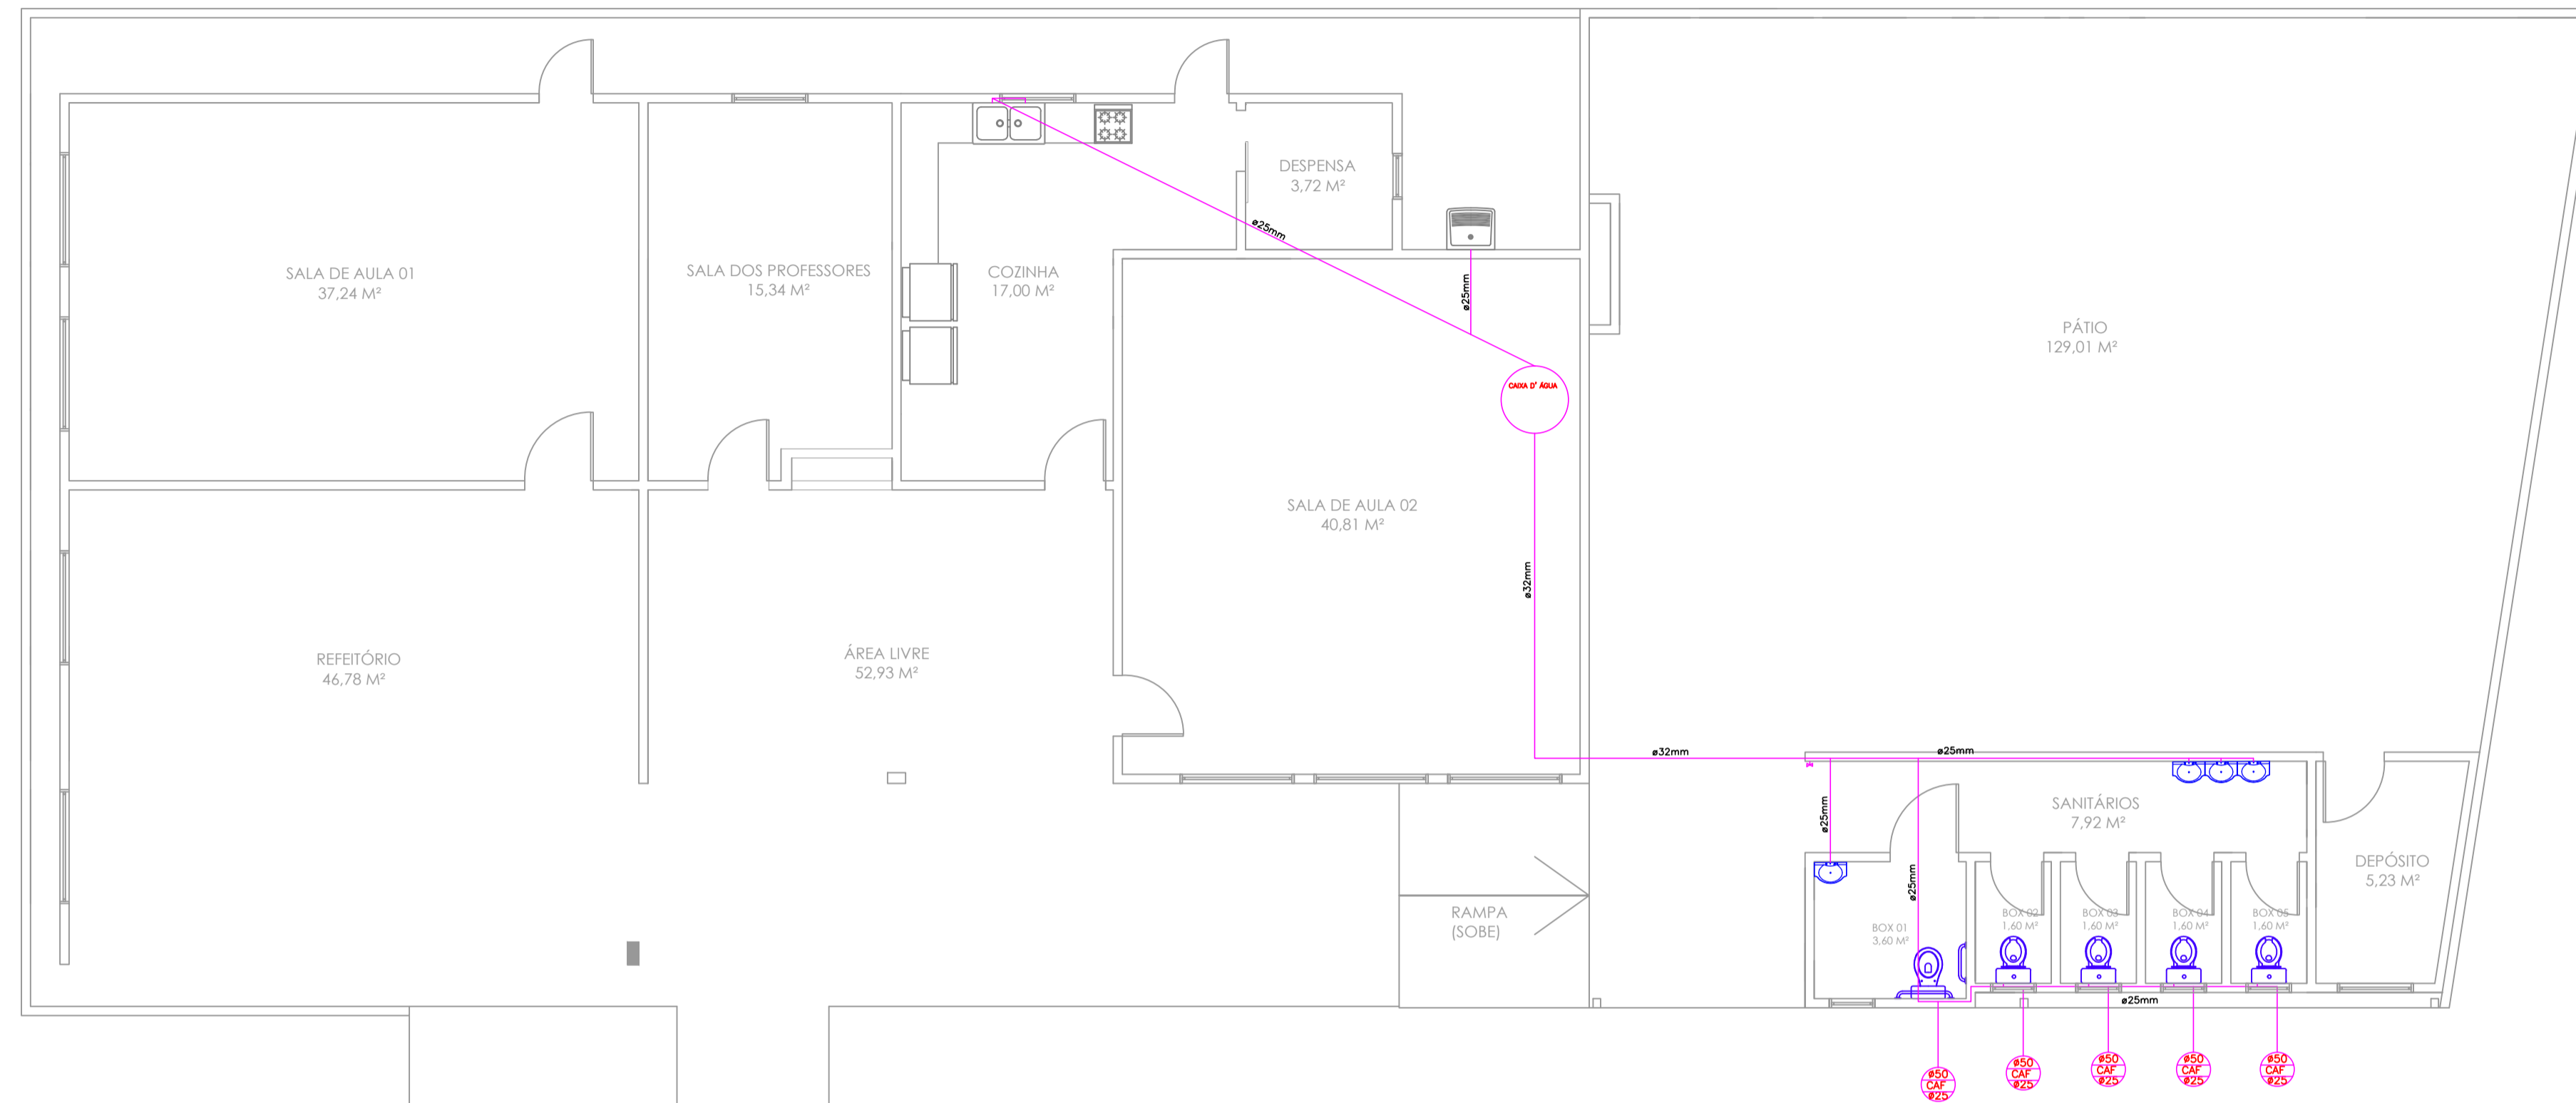 DESPENSA
3,72 M²
ø25mm
SALA DE AULA 01
37,24 M²
SALA DOS PROFESSORES
15,34 M²
COZINHA
17,00 M²
ø25mm
PÁTIO
129,01 M²
CAIXA D' ÁGUA
SALA DE AULA 02
40,81 M²
ø32mm
REFEITÓRIO
46,78 M²
ÁREA LIVRE
52,93 M²
ø32mm
ø25mm
ø25mm
SANITÁRIOS
7,92 M²
DEPÓSITO
5,23 M²
ø25mm
RAMPA
(SOBE)
BOX 01
3,60 M²
BOX 02
1,60 M²
BOX 03
1,60 M²
BOX 04
1,60 M²
BOX 05
1,60 M²
ø25mm
ø50
CAF
ø25
ø50
CAF
ø25
ø50
CAF
ø25
ø50
CAF
ø25
ø50
CAF
ø25